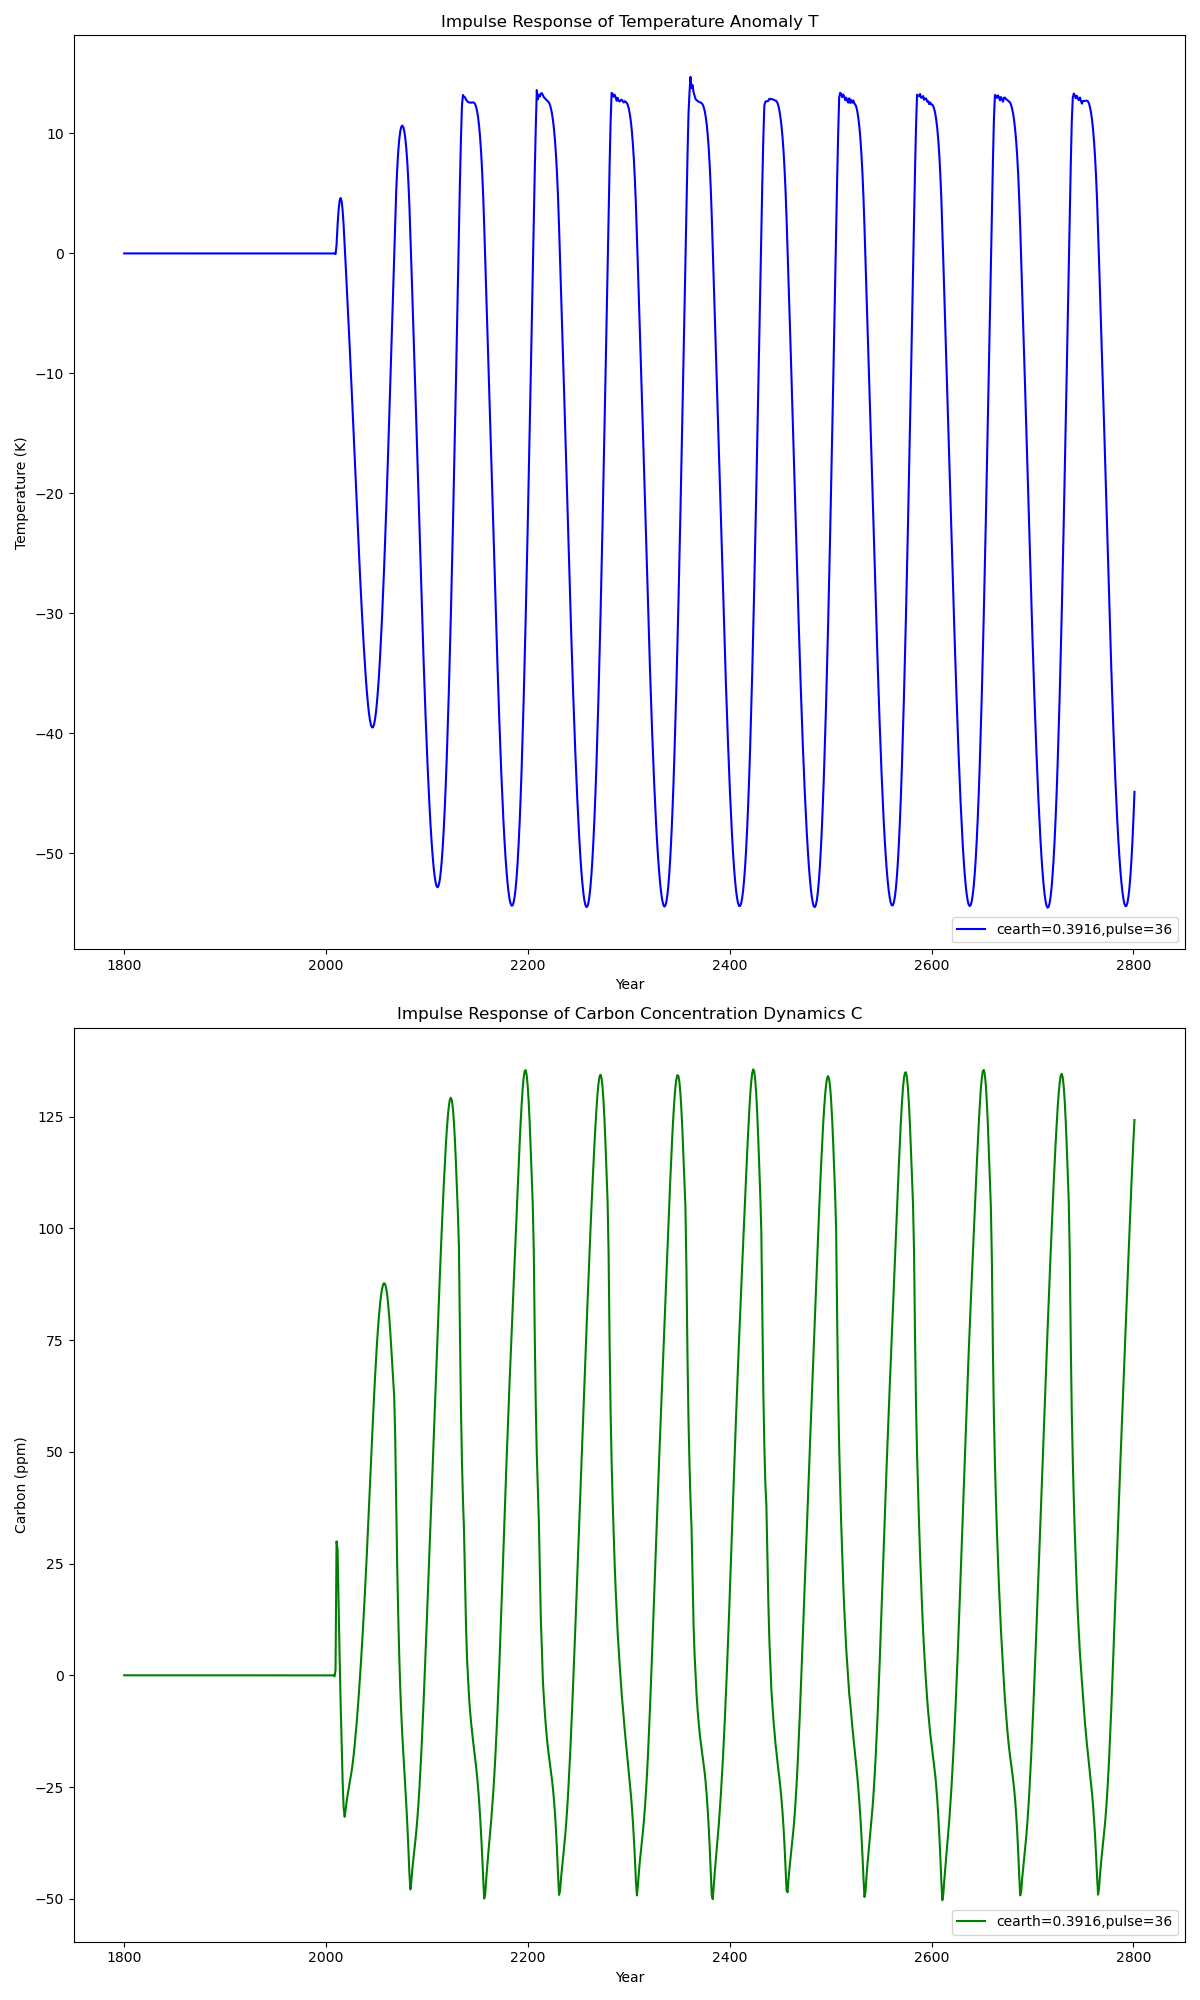 Impulse Response of Temperature Anomaly T
10
0
−10
−20
−30
−40
−50
Temperature (K)
1800 2000 2200 2400 2600 2800
Year
cearth=0.3916,pulse=36
Impulse Response of Carbon Concentration Dynamics C
125
100
75
50
25
0
−25
−50
Carbon (ppm)
1800 2000 2200 2400 2600 2800
Year
cearth=0.3916,pulse=36